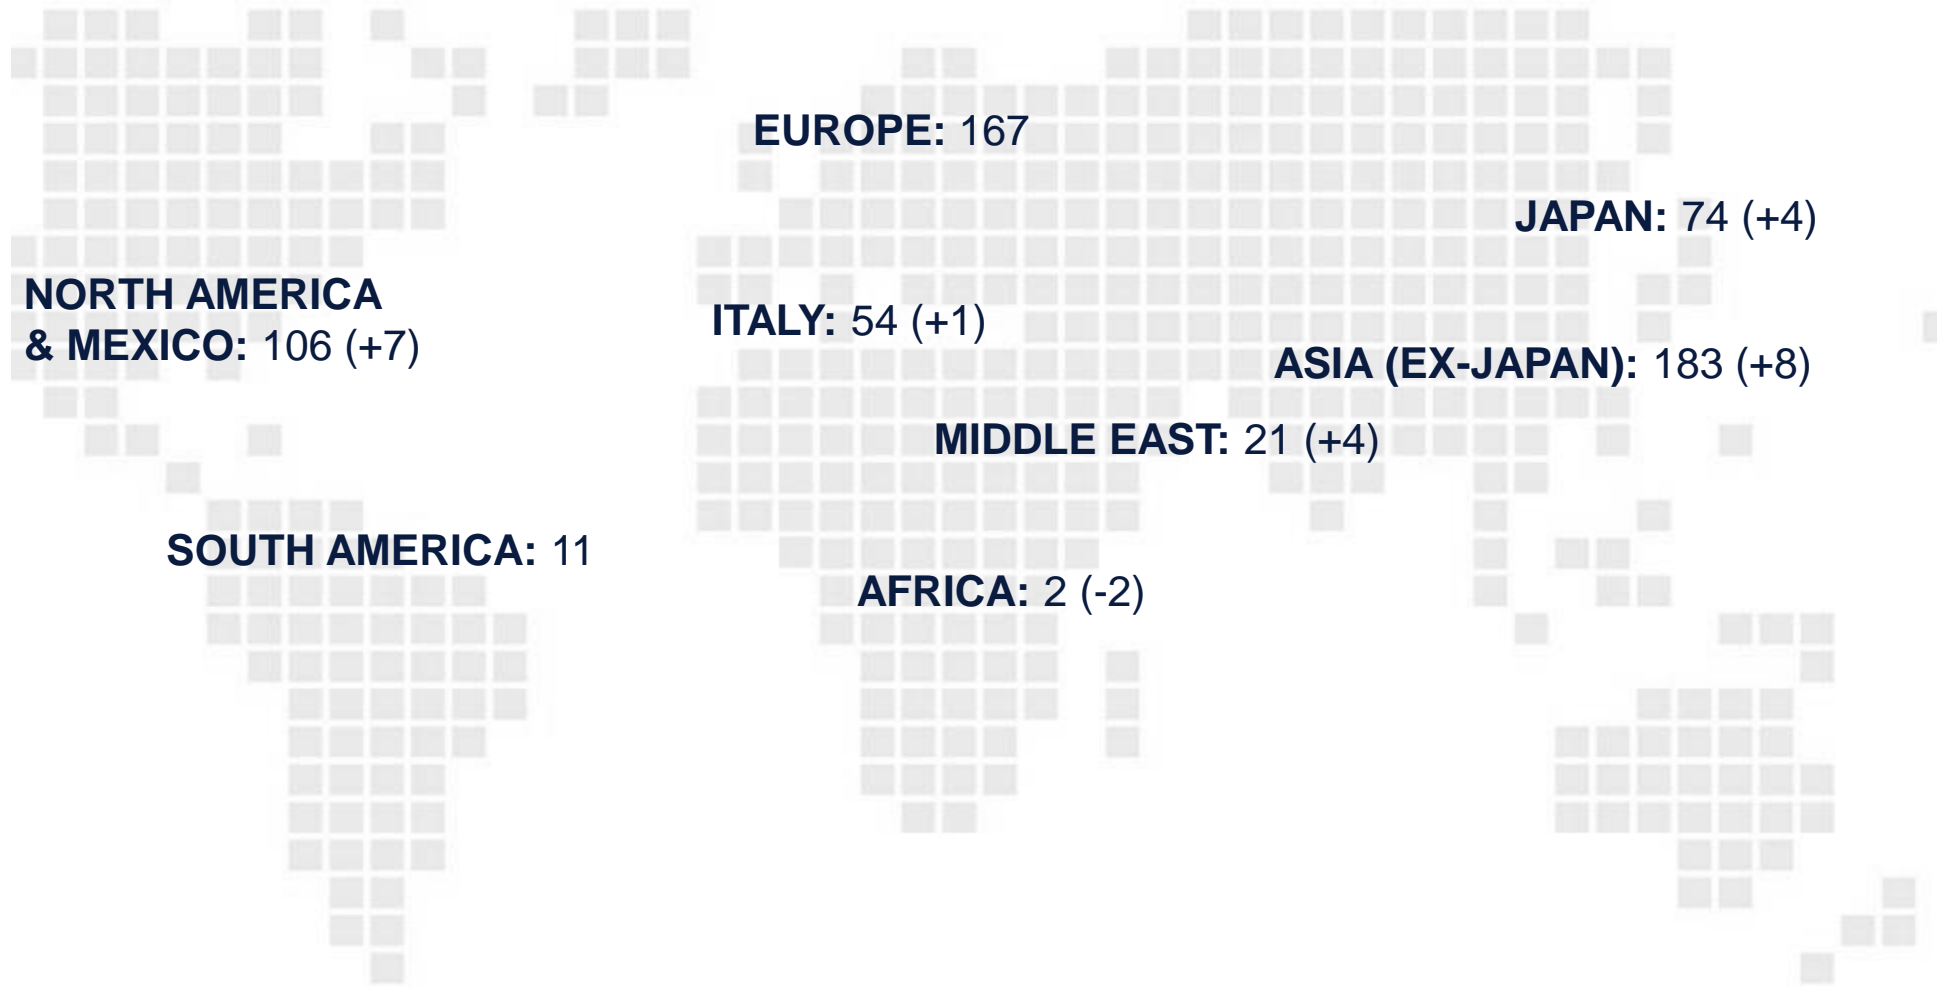 EUROPE: 167
JAPAN: 74 (+4)
NORTH AMERICA
& MEXICO: 106 (+7)
ITALY: 54 (+1)
ASIA (EX-JAPAN): 183 (+8)
MIDDLE EAST: 21 (+4)
SOUTH AMERICA: 11
AFRICA: 2 (-2)